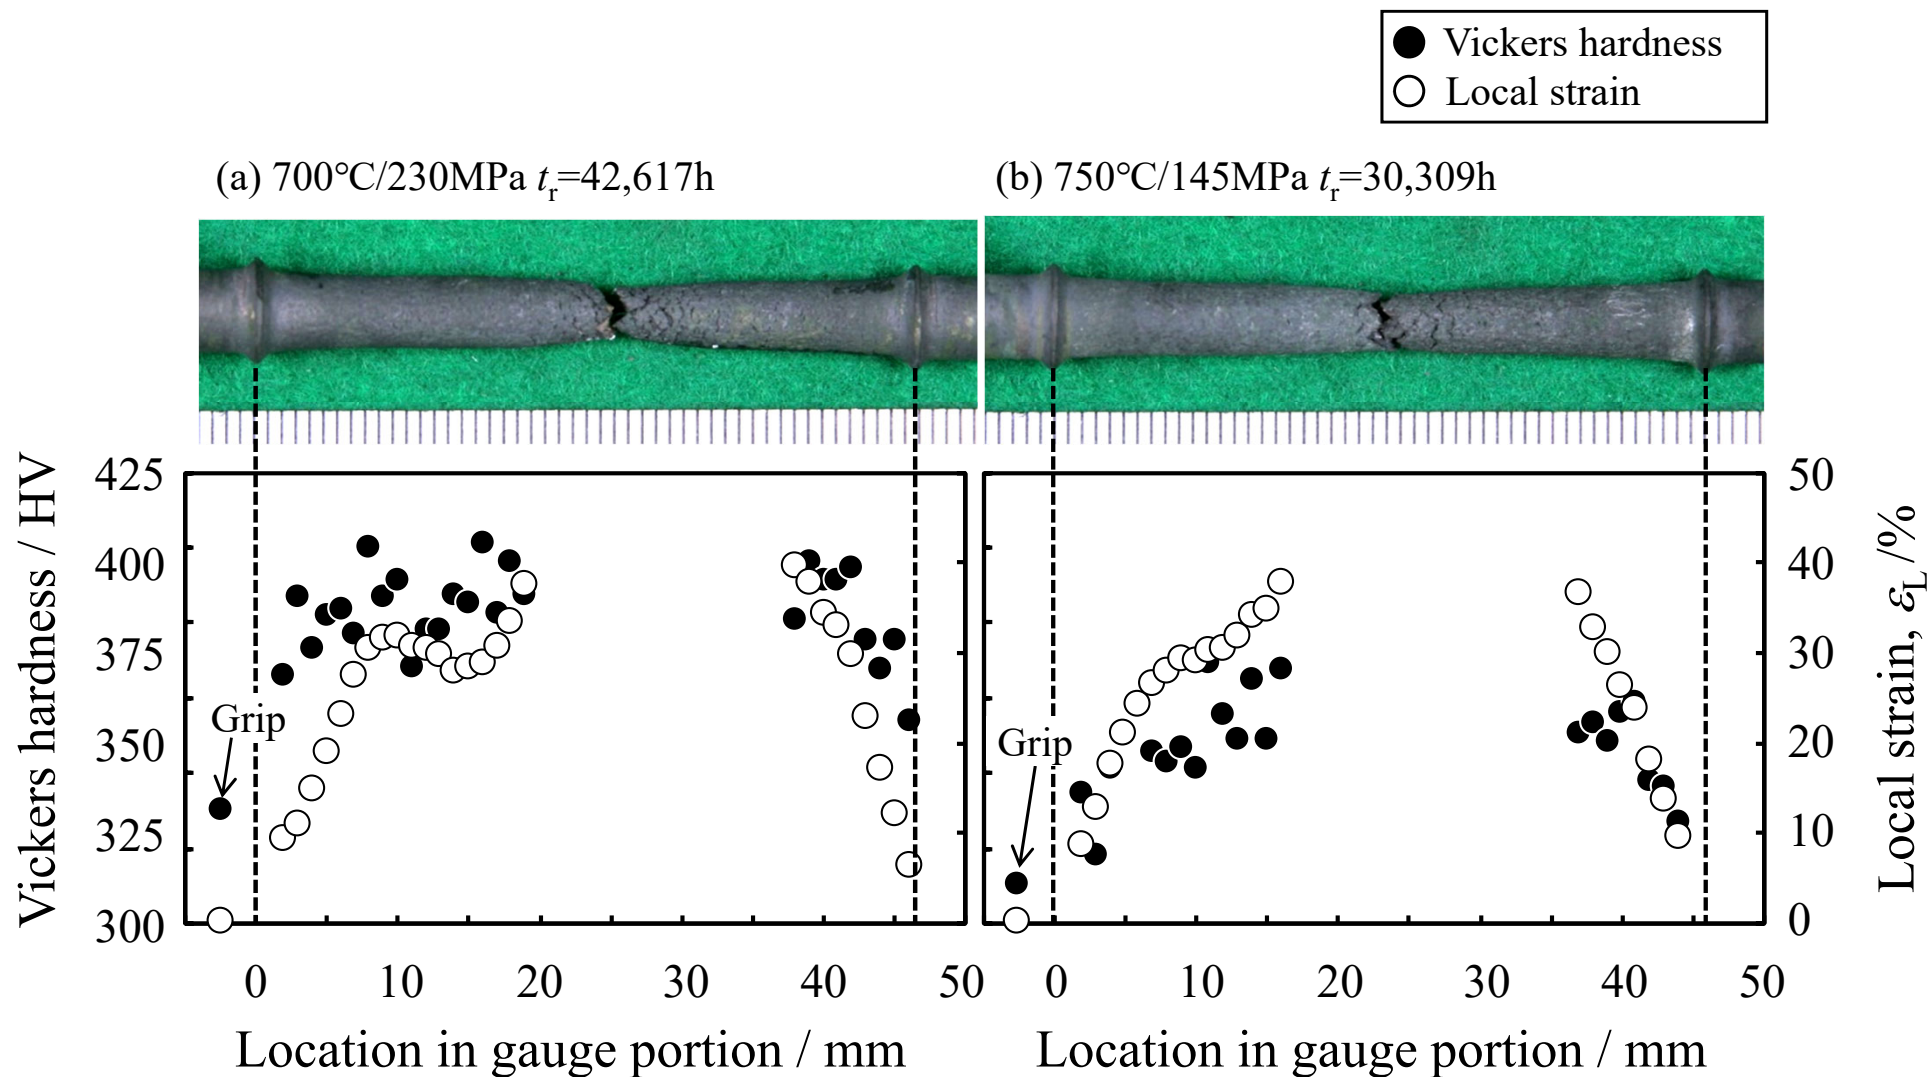 Vickers hardness
Local strain
(a) 700°C/230MPa tr=42,617h
(b) 750°C/145MPa tr=30,309h
Vickers hardness / HV
425
400
375
350
325
300
Grip
Grip
50
40
30
20
10
0
Local strain, εL /%
0 10 20 30 40 50
0 10 20 30 40 50
Location in gauge portion / mm
Location in gauge portion / mm